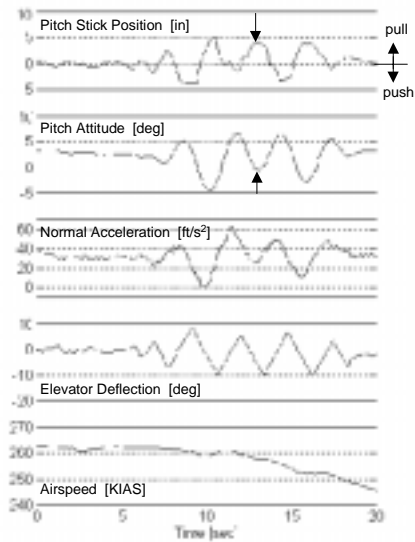 10
Pitch Stick Position [in]
pull
5
0
5
push
Pitch Attitude [deg]
5
0
-5
60
Normal Acceleration [ft/s²]
40
20
0
10
0
-10
Elevator Deflection [deg]
-20
270
260
250
Airspeed [KIAS]
240
0 5 10 15 20
Time [sec]